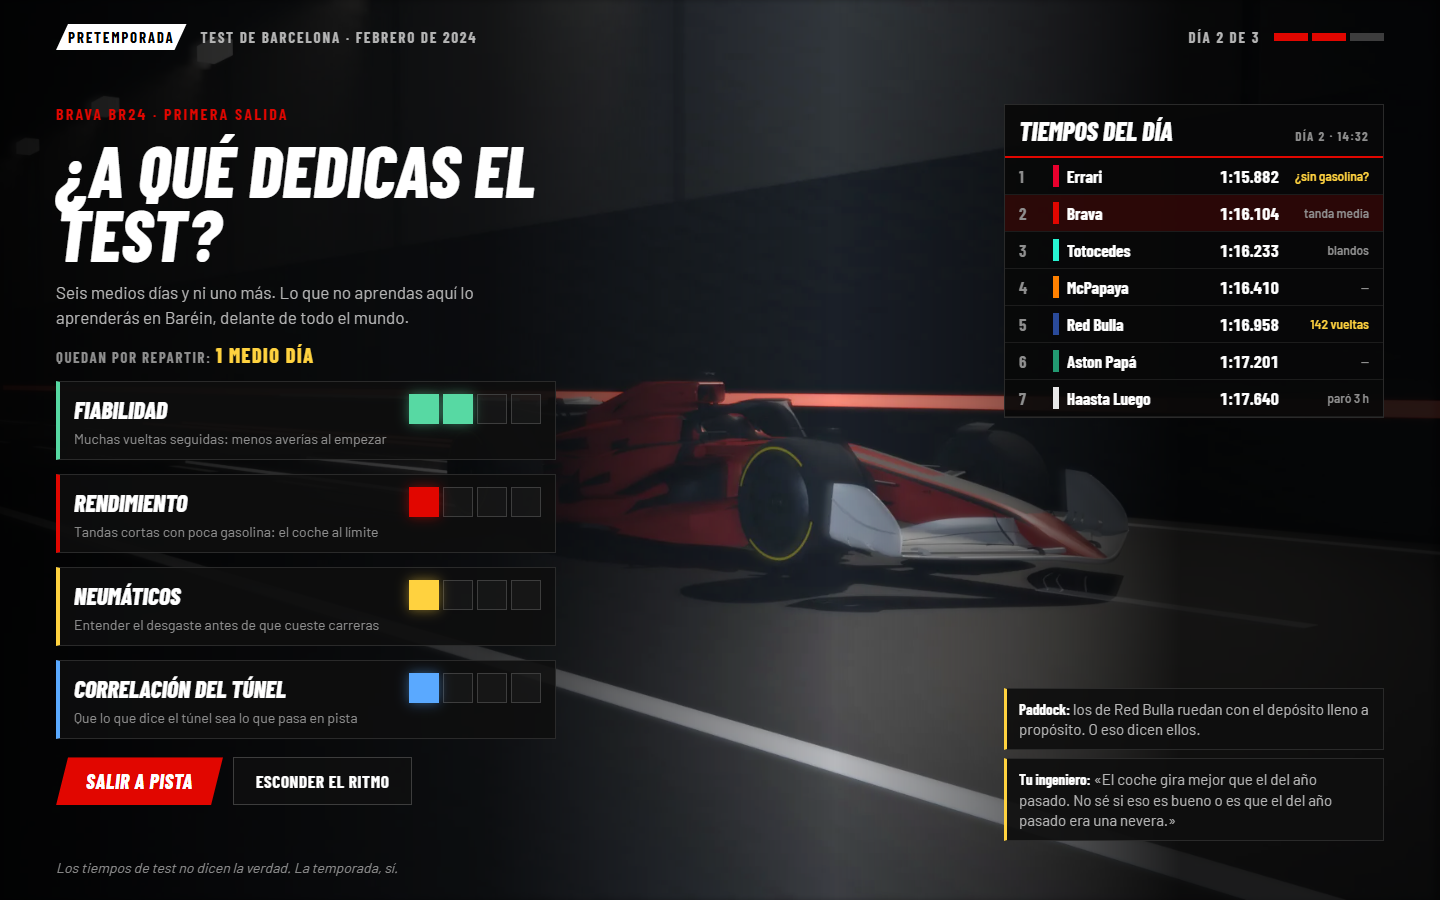 PRETEMPORADA TEST DE BARCELONA · FEBRERO DE 2024
DÍA 2 DE 3
BRAVA BR24 · PRIMERA SALIDA
¿A QUÉ DEDICAS EL
TEST?
Seis medios días y ni uno más. Lo que no aprendas aquí lo
aprenderás en Baréin, delante de todo el mundo.
QUEDAN POR REPARTIR: 1 MEDIO DÍA
FIABILIDAD
Muchas vueltas seguidas: menos averías al empezar
RENDIMIENTO
Tandas cortas con poca gasolina: el coche al límite
NEUMÁTICOS
Entender el desgaste antes de que cueste carreras
CORRELACIÓN DEL TÚNEL
Que lo que dice el túnel sea lo que pasa en pista
SALIR A PISTA
ESCONDER EL RITMO
Los tiempos de test no dicen la verdad. La temporada, sí.
TIEMPOS DEL DÍA
DÍA 2 · 14:32
1 Errari 1:15.882 ¿sin gasolina?
2 Brava 1:16.104 tanda media
3 Totocedes 1:16.233 blandos
4 McPapaya 1:16.410 —
5 Red Bulla 1:16.958 142 vueltas
6 Aston Papá 1:17.201 —
7 Haasta Luego 1:17.640 paró 3 h
Paddock: los de Red Bulla ruedan con el depósito lleno a
propósito. O eso dicen ellos.
Tu ingeniero: «El coche gira mejor que el del año
pasado. No sé si eso es bueno o es que el del año
pasado era una nevera.»